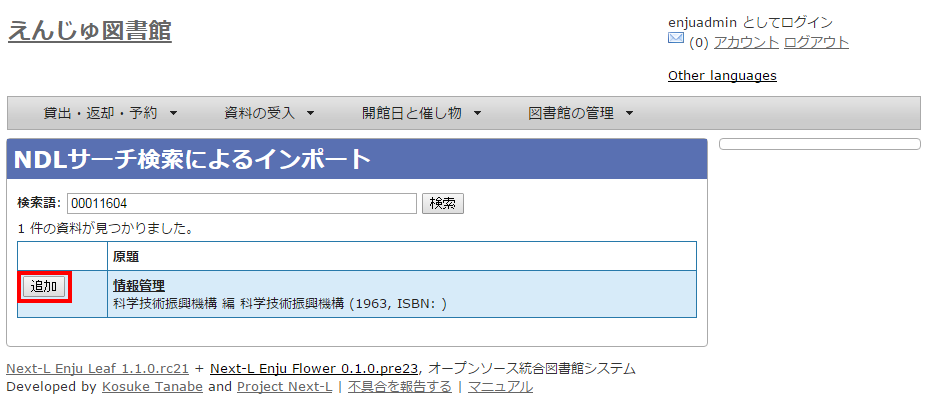 えんじゅ図書館
enjuadmin としてログイン
(0) アカウント ログアウト
Other languages
貸出・返却・予約 資料の受入 開館日と催し物 図書館の管理
NDLサーチ検索によるインポート
検索語: 00011604 検索
1 件の資料が見つかりました。
原題
追加 情報管理
科学技術振興機構 編 科学技術振興機構 (1963, ISBN: )
Next-L Enju Leaf 1.1.0.rc21 + Next-L Enju Flower 0.1.0.pre23, オープンソース統合図書館システム
Developed by Kosuke Tanabe and Project Next-L | 不具合を報告する | マニュアル